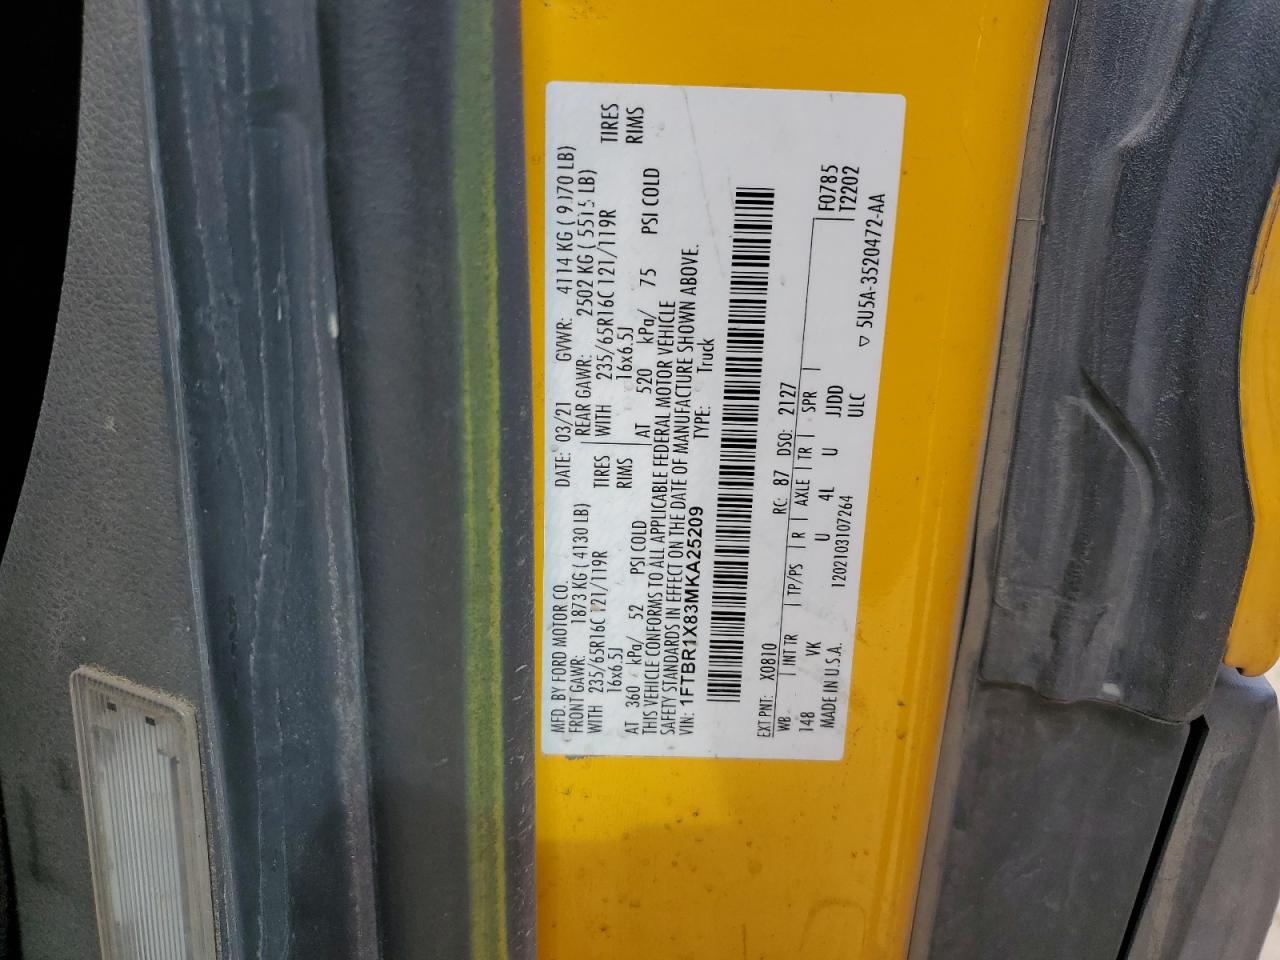 MFD. BY FORD MOTOR CO.
DATE: 03/21 GVWR: 4114 KG ( 9070 LB)
FRONT GAWR: 1873 KG ( 4130 LB)
REAR GAWR: 2502 KG ( 5515 LB)
WITH 235/65R16C 121/119R TIRES
WITH 235/65R16C 121/119R TIRES
16x6.5J RIMS
16x6.5J RIMS
AT 360 kPa/ 52 PSI COLD
AT 520 kPa/ 75 PSI COLD
THIS VEHICLE CONFORMS TO ALL APPLICABLE FEDERAL MOTOR VEHICLE
SAFETY STANDARDS IN EFFECT ON THE DATE OF MANUFACTURE SHOWN ABOVE.
VIN: 1FTBR1X83MKA25209 TYPE: Truck
EXT PNT: X0810 RC: 87 DSO: 2127
WB INT TR TP/PS R AXLE TR SPR
F0785
148 VK U 4L U JJDD
T2202
MADE IN U.S.A. 1202103107264 ULC
▽ 5U5A-3520472-AA